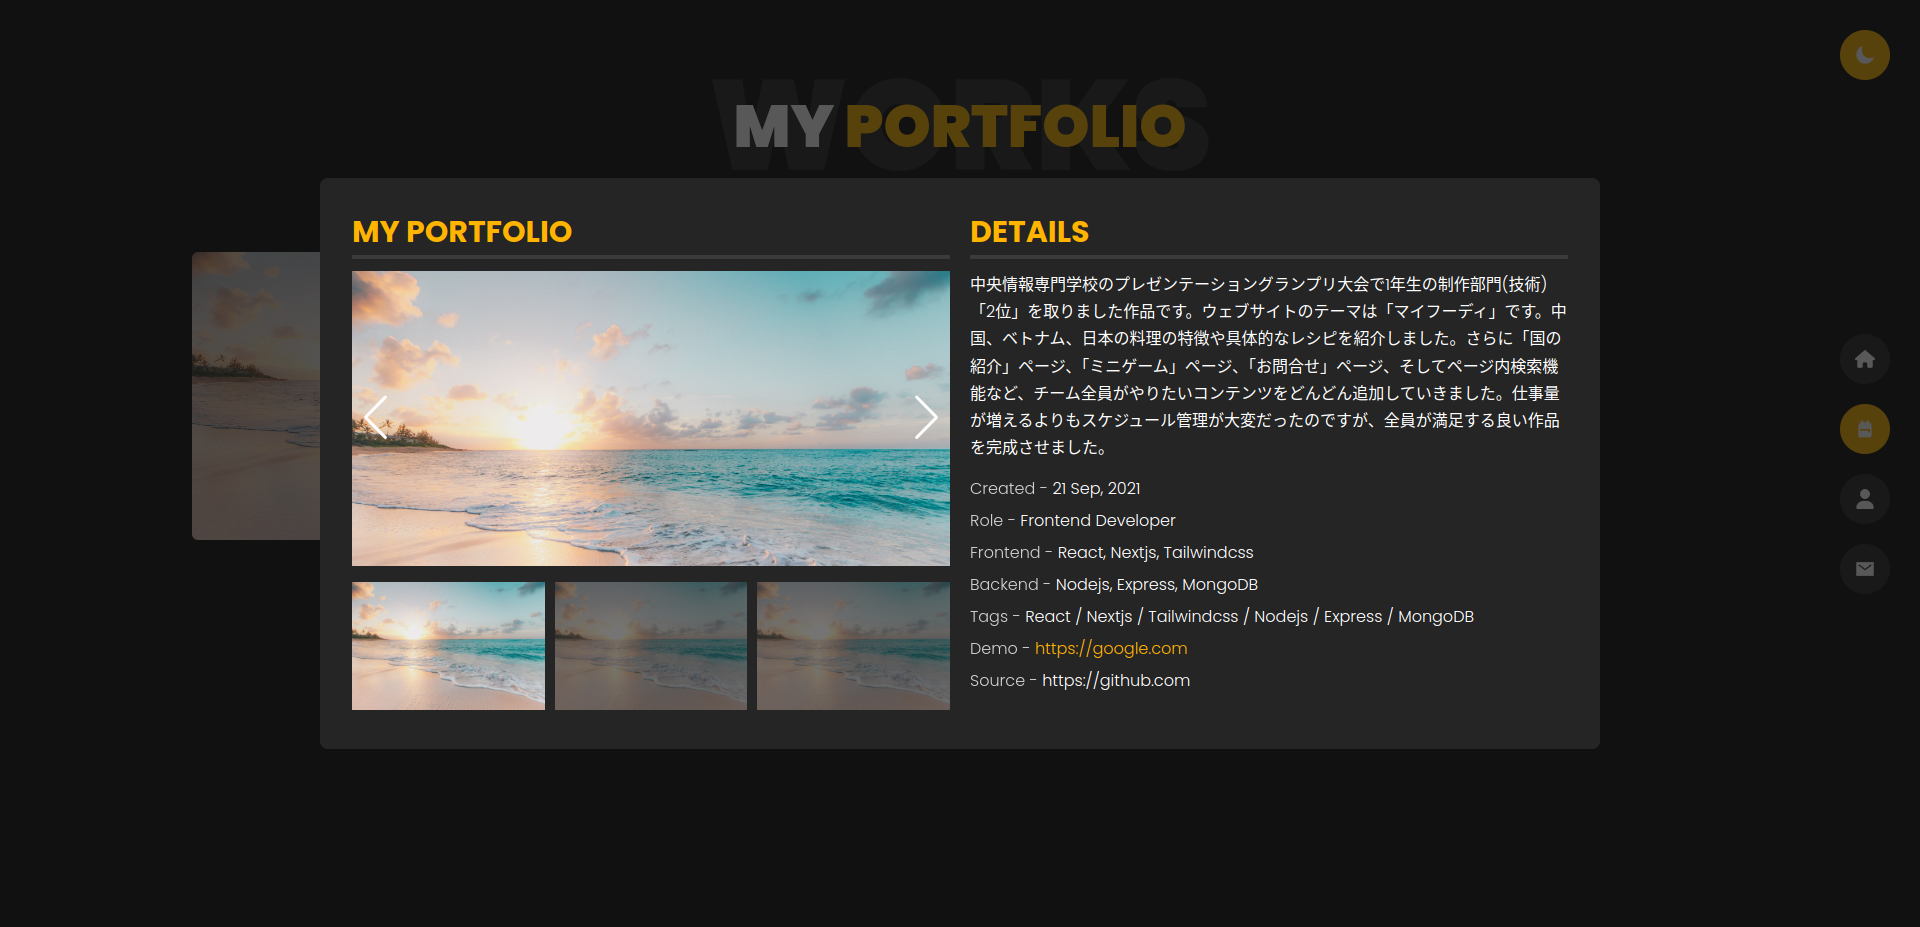 WORKS
MY PORTFOLIO
MY PORTFOLIO
DETAILS
中央情報専門学校のプレゼンテーショングランプリ大会で1年生の制作部門(技術)
「2位」を取りました作品です。ウェブサイトのテーマは「マイフーディ」です。中
国、ベトナム、日本の料理の特徴や具体的なレシピを紹介しました。さらに「国の
紹介」ページ、「ミニゲーム」ページ、「お問合せ」ページ、そしてページ内検索機
能など、チーム全員がやりたいコンテンツをどんどん追加していきました。仕事量
が増えるよりもスケジュール管理が大変だったのですが、全員が満足する良い作品
を完成させました。
Created - 21 Sep, 2021
Role - Frontend Developer
Frontend - React, Nextjs, Tailwindcss
Backend - Nodejs, Express, MongoDB
Tags - React / Nextjs / Tailwindcss / Nodejs / Express / MongoDB
Demo - https://google.com
Source - https://github.com